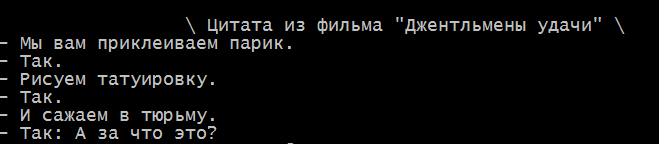 \ Цитата из фильма "Джентльмены удачи" \
- Мы вам приклеиваем парик.
- Так.
- Рисуем татуировку.
- Так.
- И сажаем в тюрьму.
- Так: А за что это?